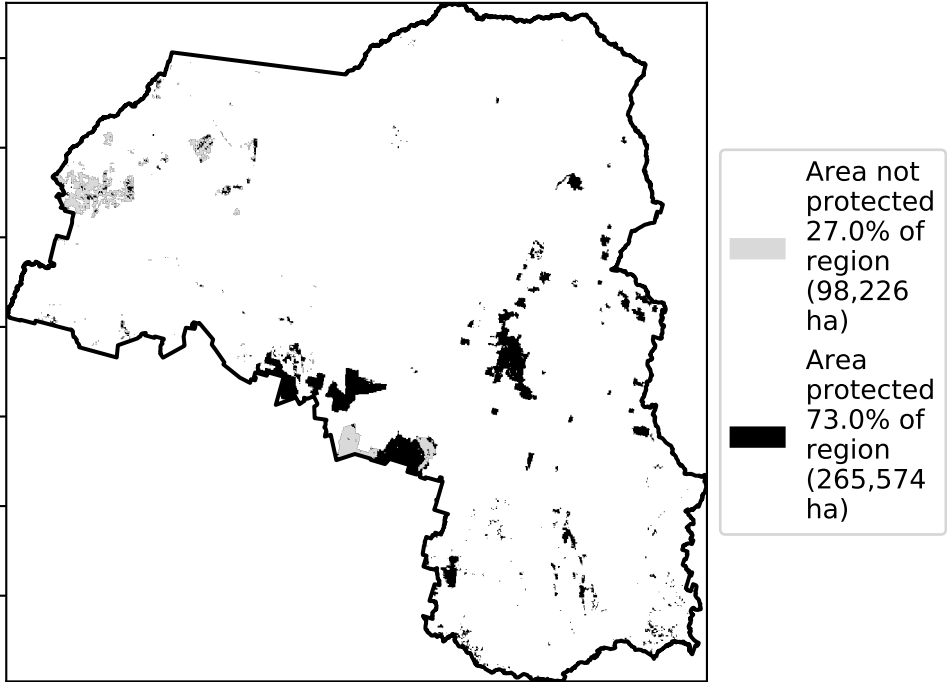 Area not
protected
27.0% of
region
(98,226
ha)
Area
protected
73.0% of
region
(265,574
ha)